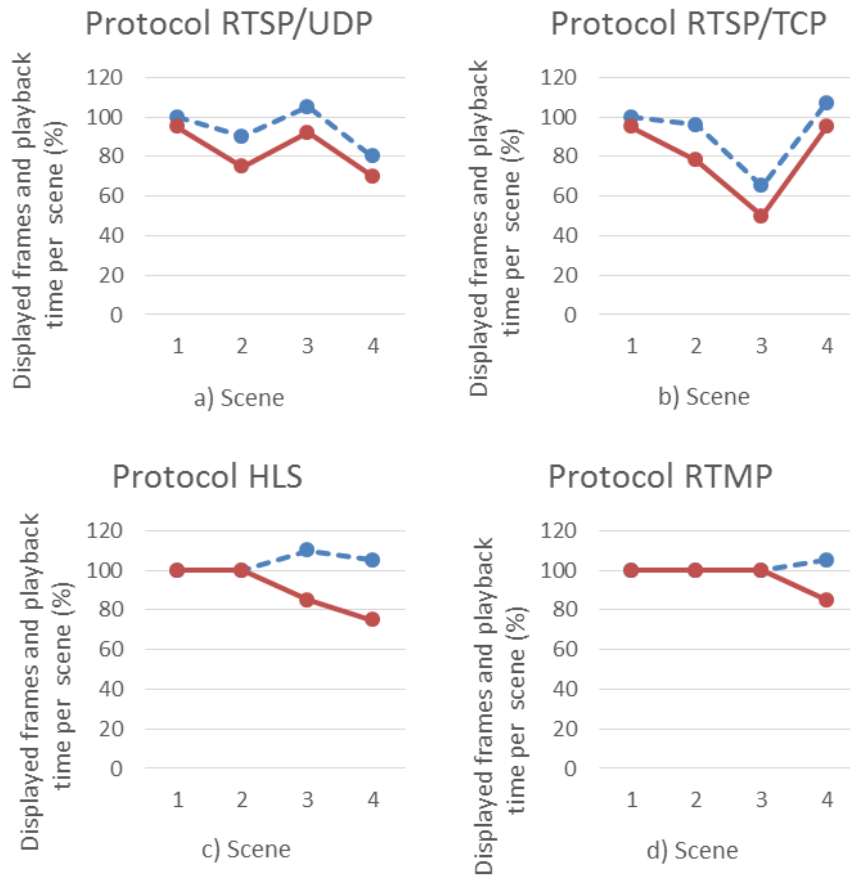 Protocol RTSP/UDP
Displayed frames and playback
time per scene (%)
120
100
80
60
40
20
0
1 2 3 4
a) Scene
Protocol RTSP/TCP
Displayed frames and playback
time per scene (%)
120
100
80
60
40
20
0
1 2 3 4
b) Scene
Protocol HLS
Displayed frames and playback
time per scene (%)
120
100
80
60
40
20
0
1 2 3 4
c) Scene
Protocol RTMP
Displayed frames and playback
time per scene (%)
120
100
80
60
40
20
0
1 2 3 4
d) Scene